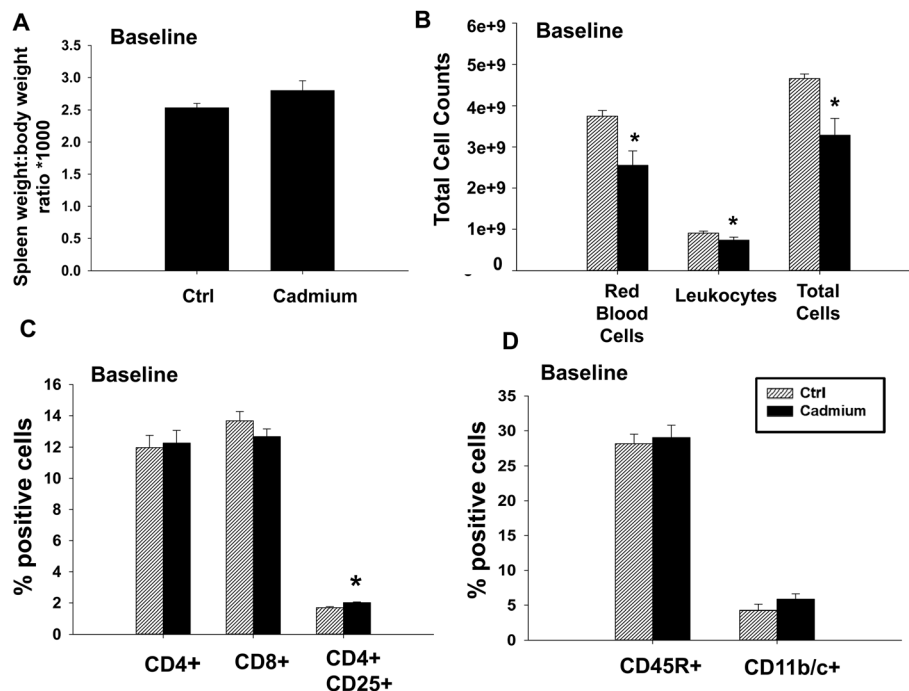 A
Baseline
Spleen weight:body weight
ratio *1000
3.5
3.0
2.5
2.0
1.5
1.0
0.5
0.0
Ctrl
Cadmium
B
Baseline
Total Cell Counts
6e+9
5e+9
4e+9
3e+9
2e+9
1e+9
0
*
*
*
Red
Blood
Cells
Leukocytes
Total
Cells
C
Baseline
% positive cells
18
16
14
12
10
8
6
4
2
0
*
CD4+
CD8+
CD4+
CD25+
D
Baseline
% positive cells
35
30
25
20
15
10
5
0
Ctrl
Cadmium
CD45R+
CD11b/c+